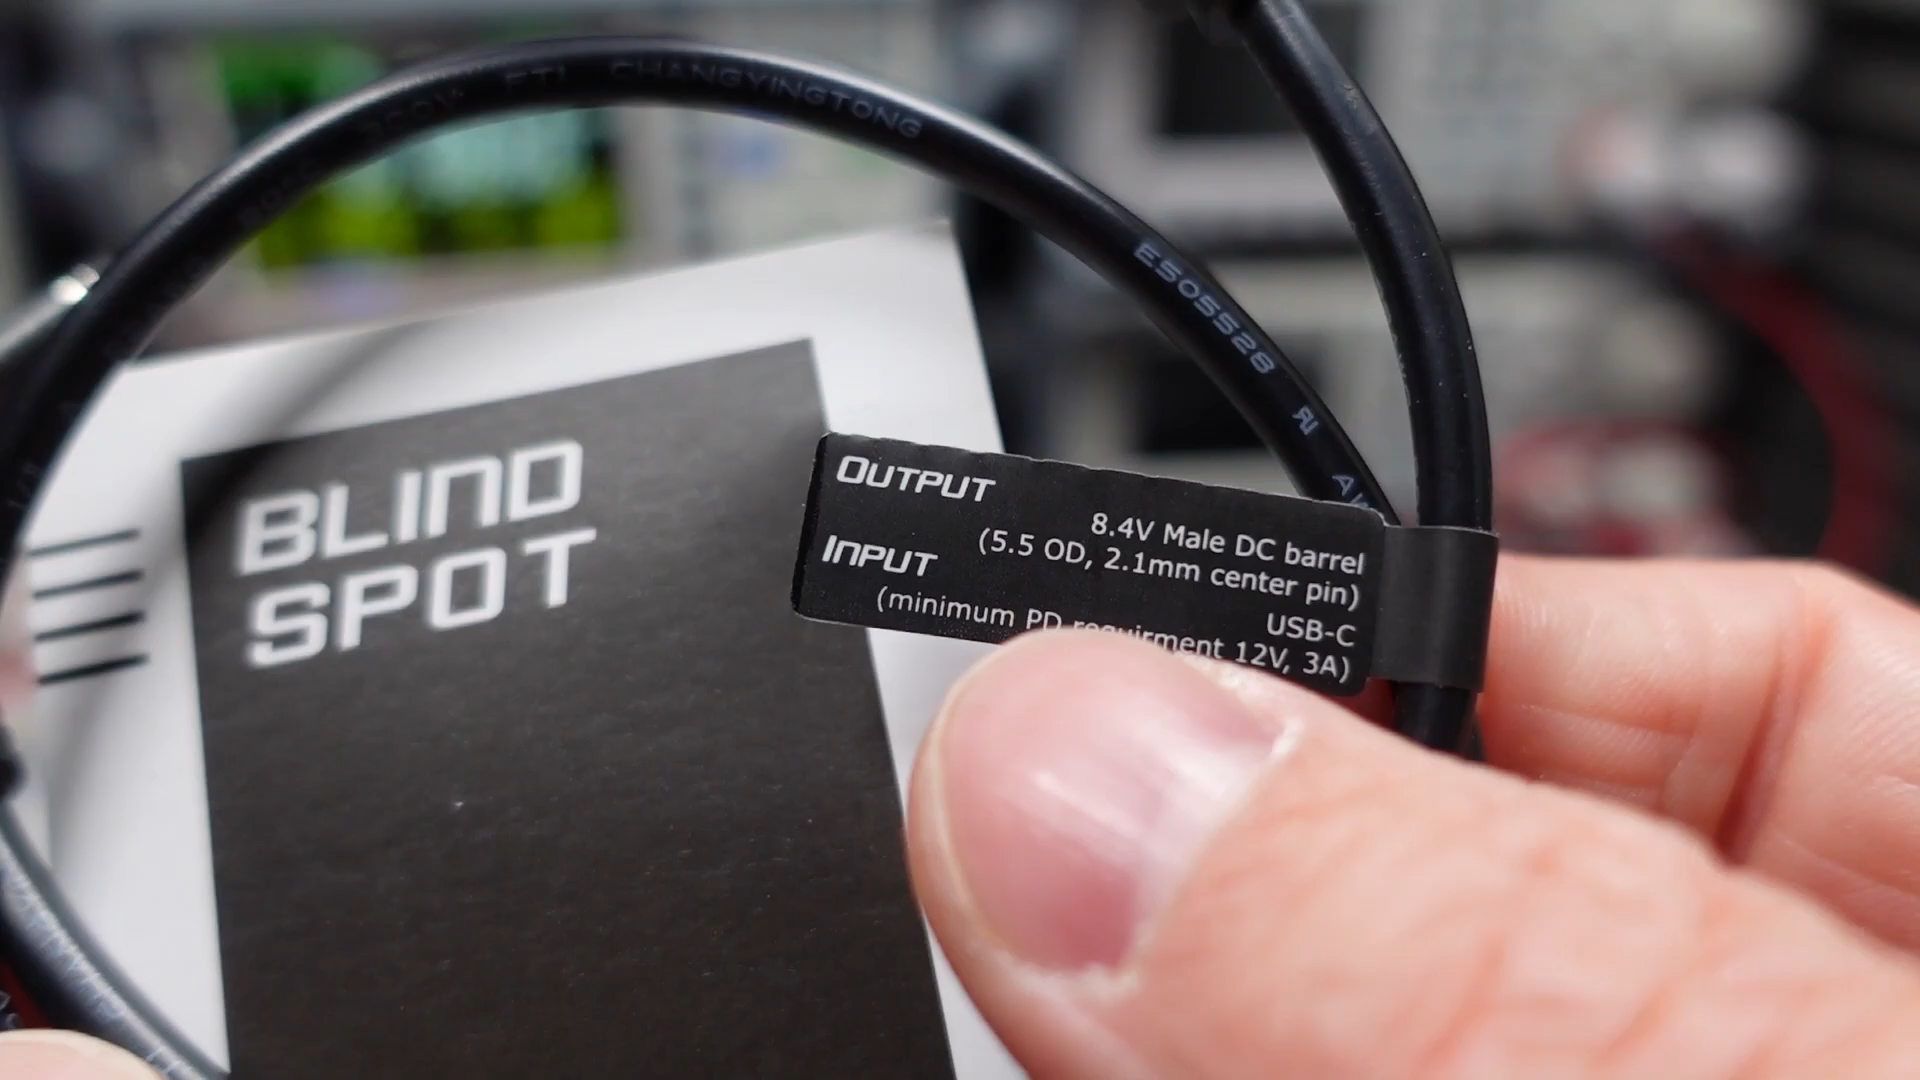 CHANGYINGTONG
E505528
BLIND
SPOT
OUTPUT
8.4V Male DC barrel
(5.5 OD, 2.1mm center pin)
INPUT
USB-C
(minimum PD requirment 12V, 3A)